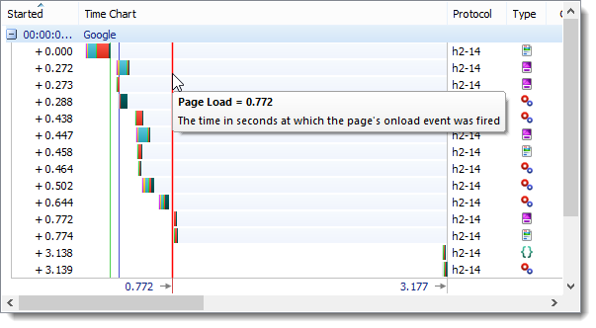 Started Time Chart Protocol Type
00:00:0... Google
+ 0.000 h2-14
+ 0.272 h2-14
+ 0.273 h2-14
+ 0.288 h2-14
+ 0.438 h2-14
+ 0.447 h2-14
+ 0.458 h2-14
+ 0.464 h2-14
+ 0.502 h2-14
+ 0.644 h2-14
+ 0.772 h2-14
+ 0.774 h2-14
+ 3.138 h2-14 {}
+ 3.139 h2-14
Page Load = 0.772
The time in seconds at which the page's onload event was fired
0.772 → 3.177 →